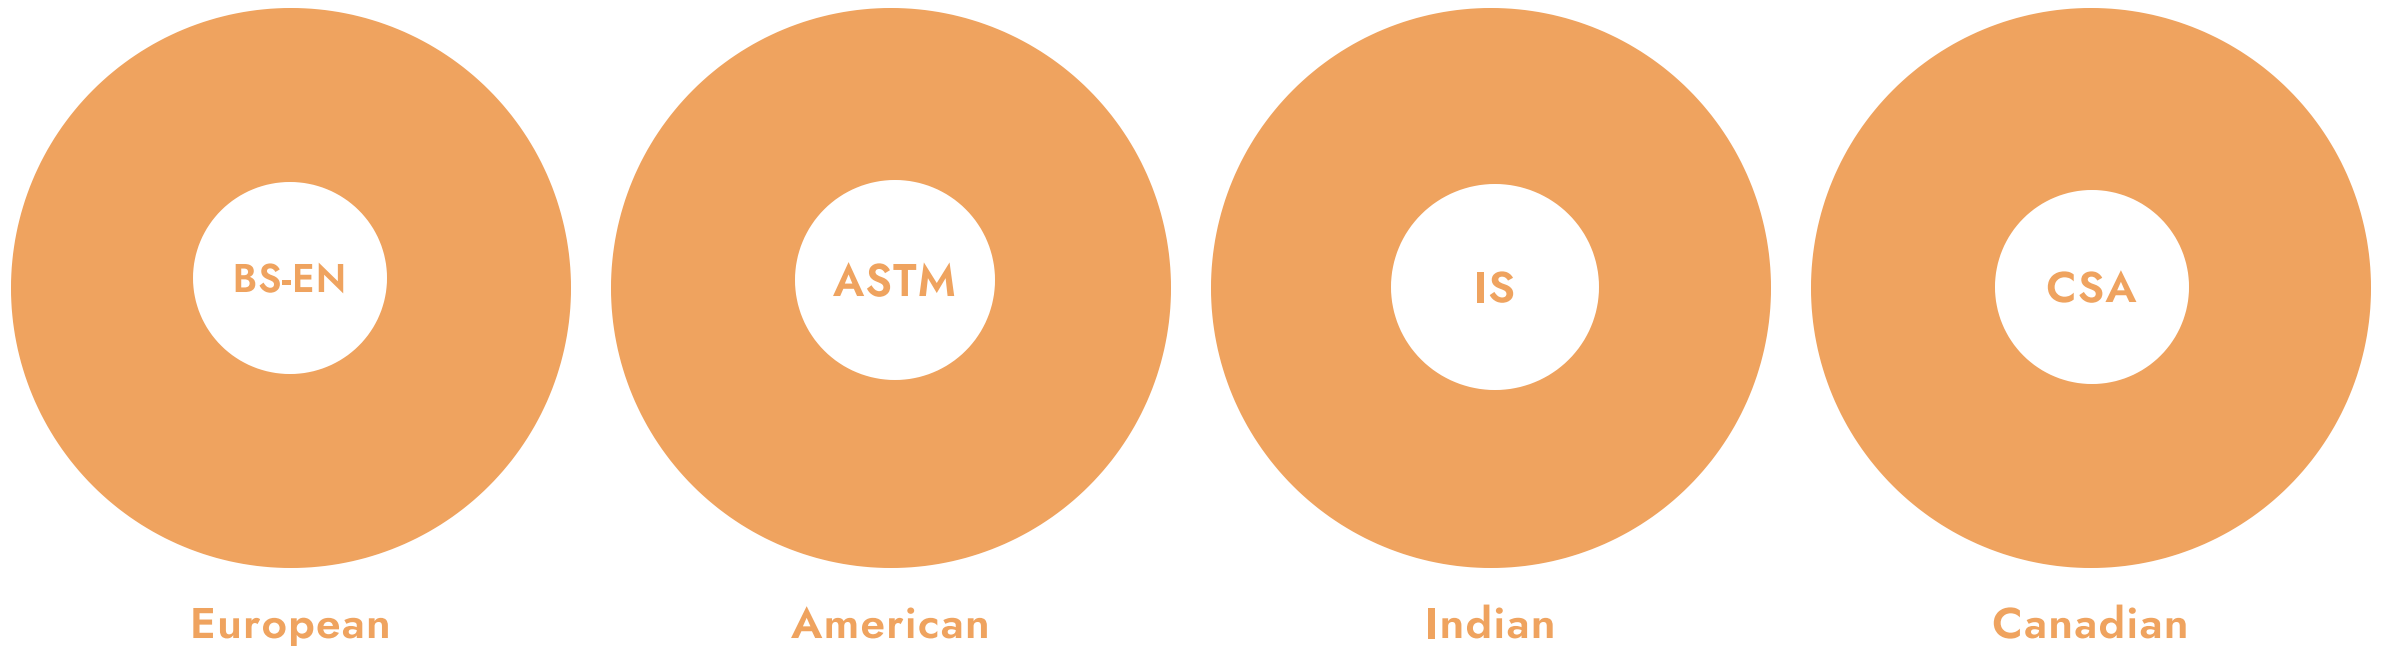 BS-EN
ASTM
IS
CSA
European
American
Indian
Canadian